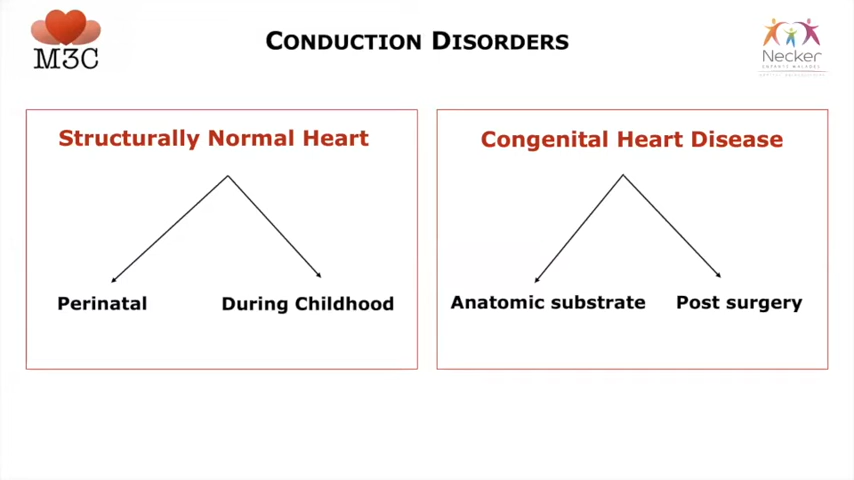 M3C
CONDUCTION DISORDERS
Necker
Structurally Normal Heart
Congenital Heart Disease
Perinatal
During Childhood
Anatomic substrate
Post surgery